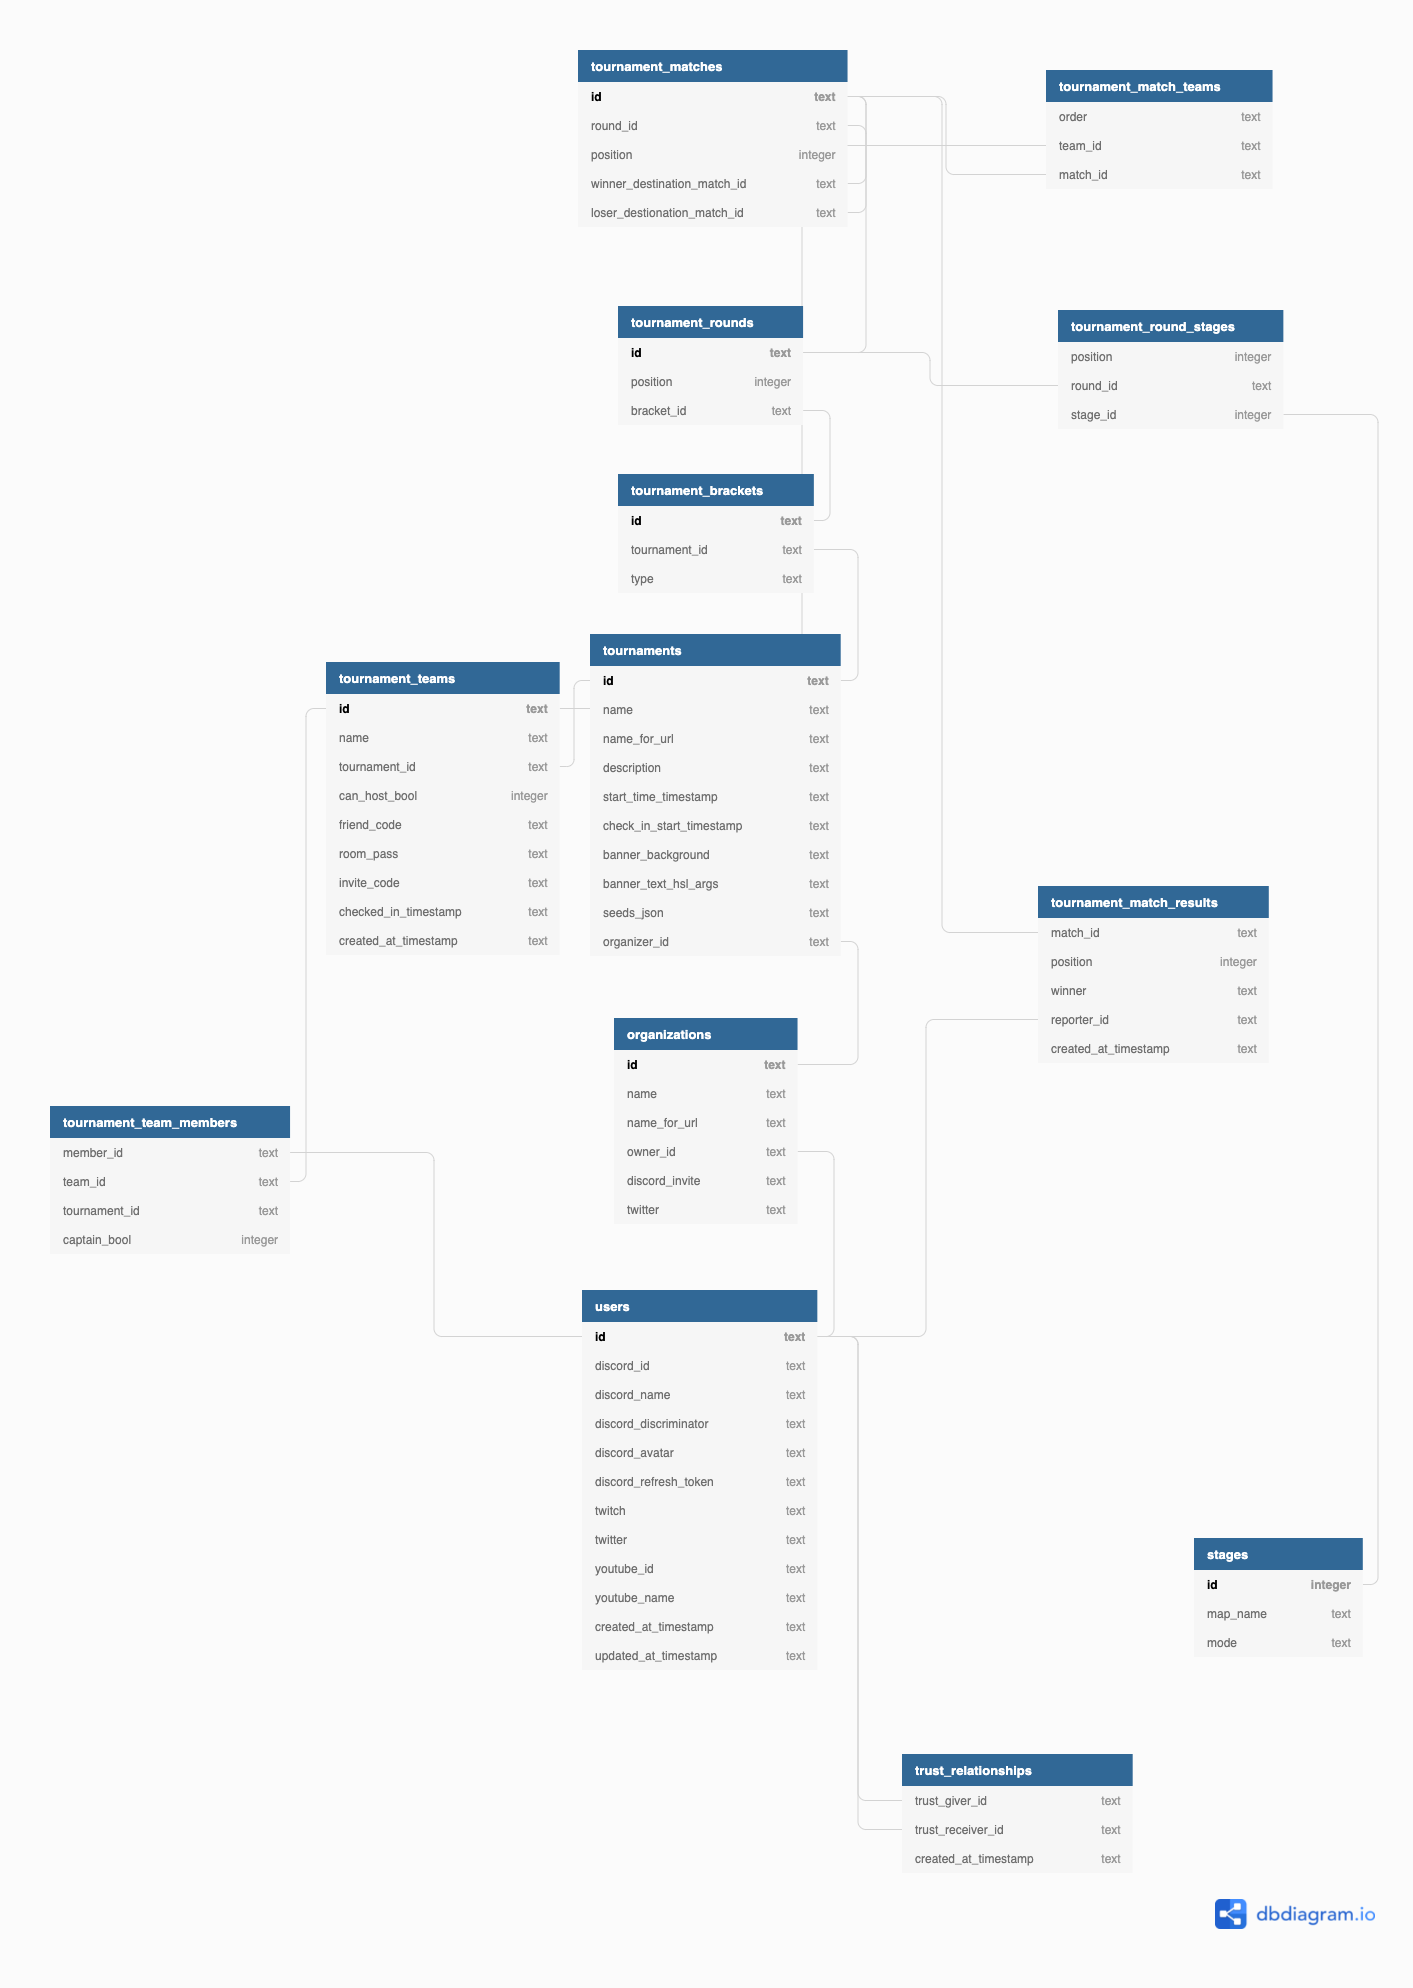 tournament_matches
id text
round_id text
position integer
winner_destination_match_id text
loser_destionation_match_id text
tournament_match_teams
order text
team_id text
match_id text
tournament_rounds
id text
position integer
bracket_id text
tournament_round_stages
position integer
round_id text
stage_id integer
tournament_brackets
id text
tournament_id text
type text
tournament_teams
id text
name text
tournament_id text
can_host_bool integer
friend_code text
room_pass text
invite_code text
checked_in_timestamp text
created_at_timestamp text
tournaments
id text
name text
name_for_url text
description text
start_time_timestamp text
check_in_start_timestamp text
banner_background text
banner_text_hsl_args text
seeds_json text
organizer_id text
tournament_match_results
match_id text
position integer
winner text
reporter_id text
created_at_timestamp text
organizations
id text
name text
name_for_url text
owner_id text
discord_invite text
twitter text
tournament_team_members
member_id text
team_id text
tournament_id text
captain_bool integer
users
id text
discord_id text
discord_name text
discord_discriminator text
discord_avatar text
discord_refresh_token text
twitch text
twitter text
youtube_id text
youtube_name text
created_at_timestamp text
updated_at_timestamp text
stages
id integer
map_name text
mode text
trust_relationships
trust_giver_id text
trust_receiver_id text
created_at_timestamp text
dbdiagram.io